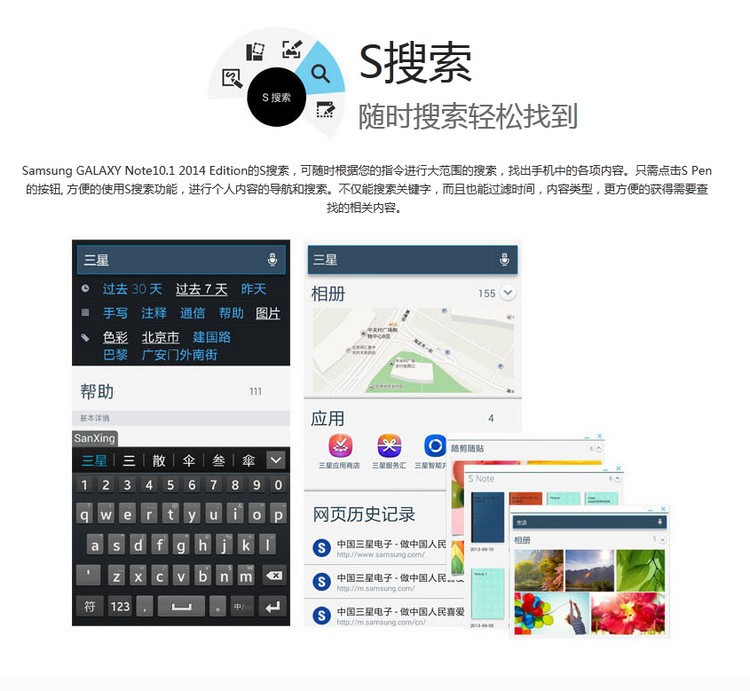 S 搜索
S搜索
随时搜索轻松找到
Samsung GALAXY Note10.1 2014 Edition的S搜索，可随时根据您的指令进行大范围的搜索，找出手机中的各项内容。只需点击S Pen
的按钮, 方便的使用S搜索功能，进行个人内容的导航和搜索。不仅能搜索关键字，而且也能过滤时间，内容类型，更方便的获得需要查
找的相关内容。
三星
过去 30 天 过去 7 天 昨天
手写 注释 通信 帮助 图片
色彩 北京市 建国路
巴黎 广安门外南街
帮助 111
基本详情
SanXing
三星 三 散 伞 叁 傘
1 2 3 4 5 6 7 8 9 0
q w e r t y u i o p
a s d f g h j k l
' z x c v b n m
符 123 , 。 中/
三星
相册 155
应用 4
三星应用商店 三星服务汇 三星智能
网页历史记录
中国三星电子 - 做中国人民
http://www.samsung.com/
中国三星电子 - 做中国人民喜爱
http://m.samsung.com/
中国三星电子 - 做中国人民喜爱
http://m.samsung.com/cn/
随剪随贴
S Note
2013-09-10
2013-09-05
生活
相册 5